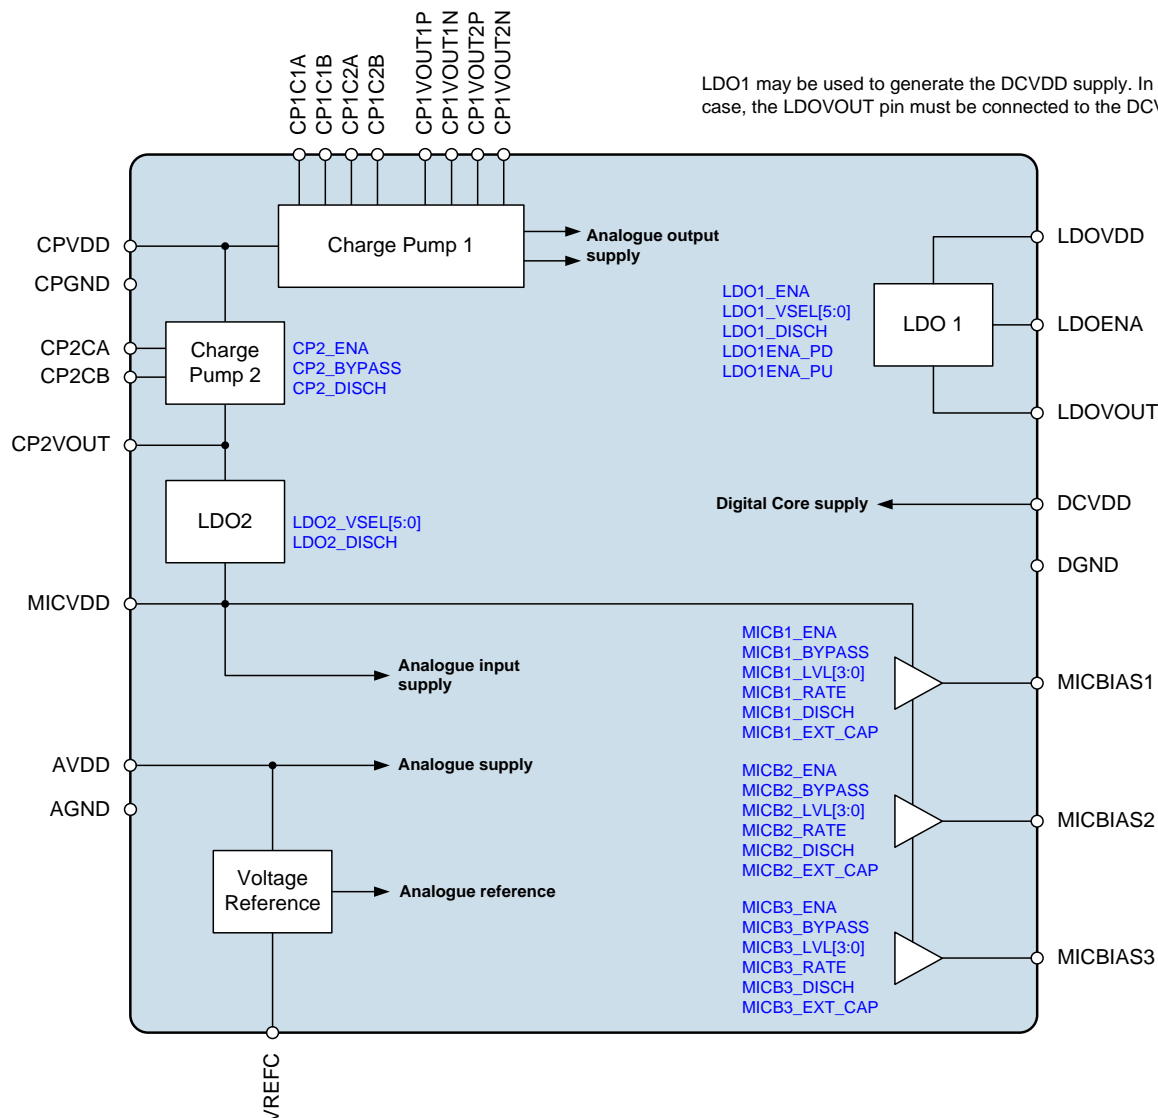 CP1C1A
CP1C1B
CP1C2A
CP1C2B
CP1VOUT1P
CP1VOUT1N
CP1VOUT2P
CP1VOUT2N
LDO1 may be used to generate the DCVDD supply. In
case, the LDOVOUT pin must be connected to the
CPVDD
CPGND
CP2CA
CP2CB
CP2VOUT
MICVDD
AVDD
AGND
Charge Pump 1
Analogue output
supply
Charge
Pump 2
CP2_ENA
CP2_BYPASS
CP2_DISCH
LDO2
LDO2_VSEL[5:0]
LDO2_DISCH
Analogue input
supply
Analogue supply
Voltage
Reference
Analogue reference
VREFC
LDO1_ENA
LDO1_VSEL[5:0]
LDO1_DISCH
LDO1ENA_PD
LDO1ENA_PU
LDO 1
LDOVDD
LDOENA
LDOVOUT
Digital Core supply
DCVDD
DGND
MICB1_ENA
MICB1_BYPASS
MICB1_LVL[3:0]
MICB1_RATE
MICB1_DISCH
MICB1_EXT_CAP
MICBIAS1
MICB2_ENA
MICB2_BYPASS
MICB2_LVL[3:0]
MICB2_RATE
MICB2_DISCH
MICB2_EXT_CAP
MICBIAS2
MICB3_ENA
MICB3_BYPASS
MICB3_LVL[3:0]
MICB3_RATE
MICB3_DISCH
MICB3_EXT_CAP
MICBIAS3